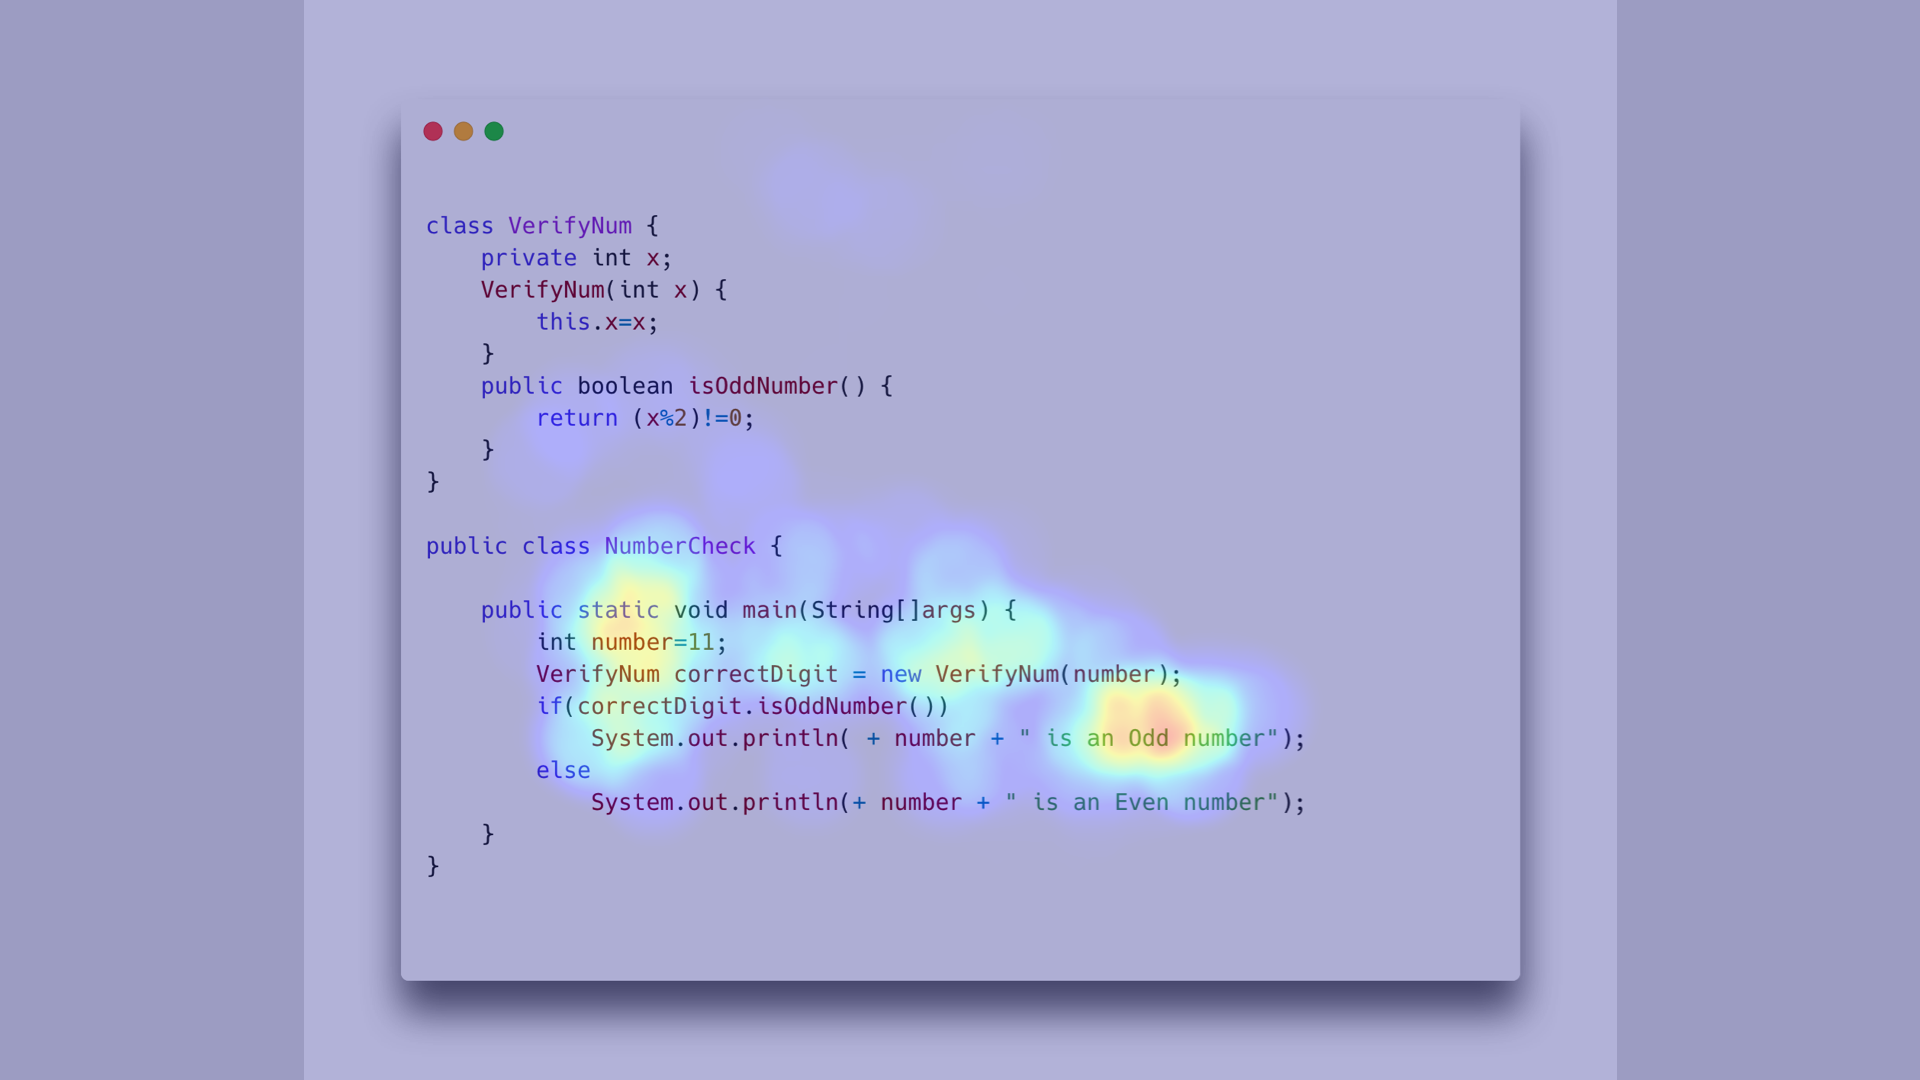 class VerifyNum {
    private int x;
    VerifyNum(int x) {
        this.x=x;
    }
    public boolean isOddNumber() {
        return (x%2)!=0;
    }
}

public class NumberCheck {

    public static void main(String[]args) {
        int number=11;
        VerifyNum correctDigit = new VerifyNum(number);
        if(correctDigit.isOddNumber())
            System.out.println( + number + " is an Odd number");
        else
            System.out.println(+ number + " is an Even number");
    }
}